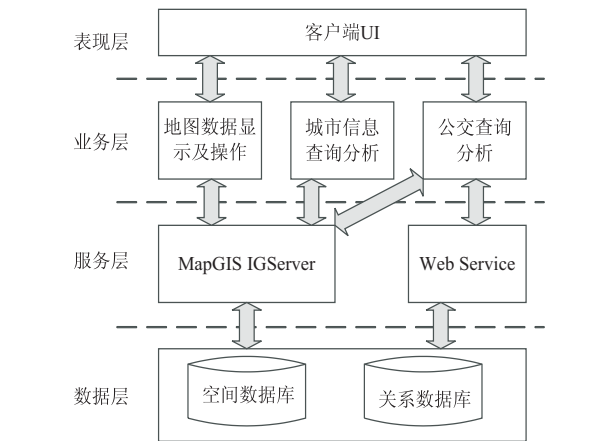 表现层
客户端UI
业务层
地图数据显
示及操作
城市信息
查询分析
公交查询
分析
服务层
MapGIS IGServer
Web Service
数据层
空间数据库
关系数据库